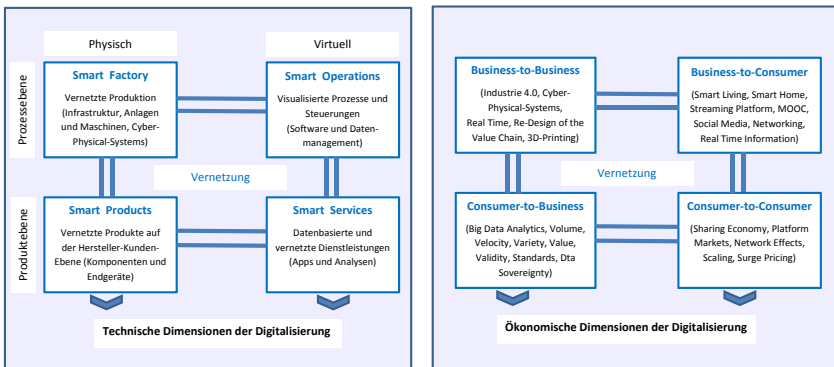 Physisch
Virtuell
Prozessebene
Smart Factory
Vernetzte Produktion
(Infrastruktur, Anlagen
und Maschinen, Cyber-
Physical-Systems)
Smart Operations
Visualisierte Prozesse und
Steuerungen
(Software und Daten-
management)
Vernetzung
Produktebene
Smart Products
Vernetzte Produkte auf
der Hersteller-Kunden-
Ebene (Komponenten und
Endgeräte)
Smart Services
Datenbasierte und
vernetzte Dienstleistungen
(Apps und Analysen)
Technische Dimensionen der Digitalisierung
Business-to-Business
(Industrie 4.0, Cyber-
Physical-Systems,
Real Time, Re-Design of the
Value Chain, 3D-Printing)
Business-to-Consumer
(Smart Living, Smart Home,
Streaming Platform, MOOC,
Social Media, Networking,
Real Time Information)
Vernetzung
Consumer-to-Business
(Big Data Analytics, Volume,
Velocity, Variety, Value,
Validity, Standards, Dta
Sovereignty)
Consumer-to-Consumer
(Sharing Economy, Platform
Markets, Network Effects,
Scaling, Surge Pricing)
Ökonomische Dimensionen der Digitalisierung